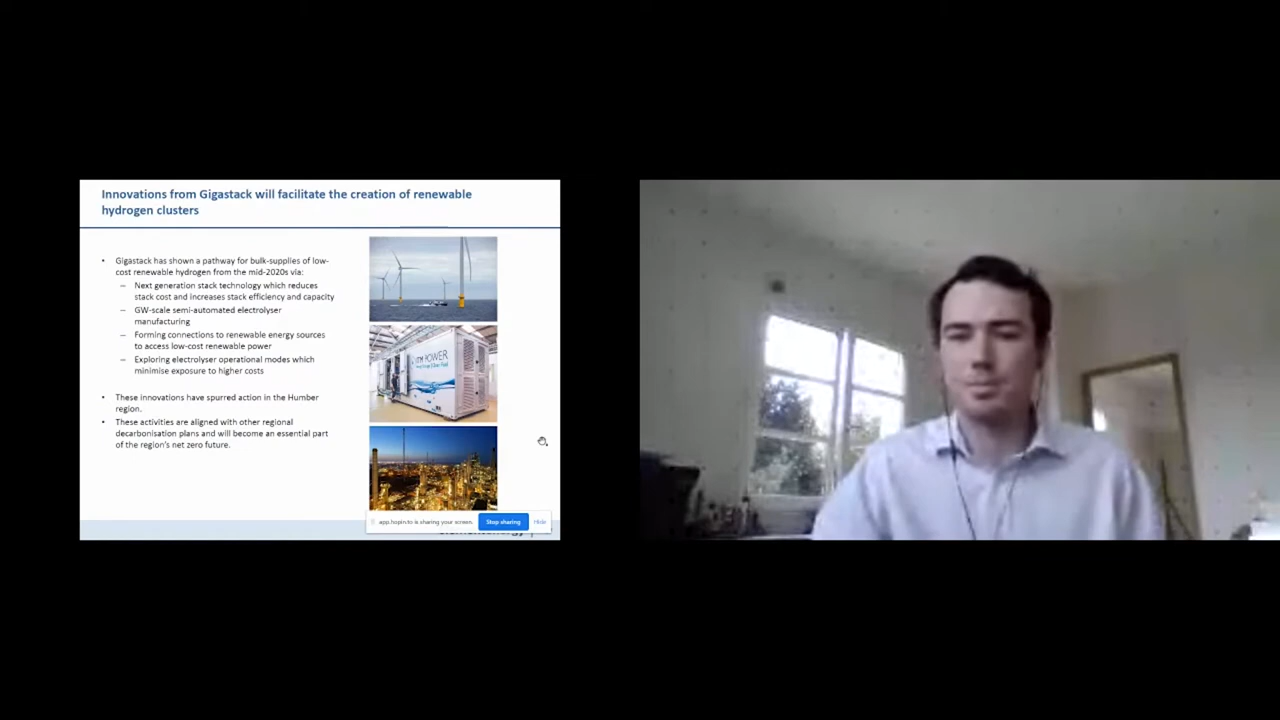 Innovations from Gigastack will facilitate the creation of renewable
hydrogen clusters
• Gigastack has shown a pathway for bulk-supplies of low-
cost renewable hydrogen from the mid-2020s via:
– Next generation stack technology which reduces
stack cost and increases stack efficiency and capacity
– GW-scale semi-automated electrolyser
manufacturing
– Forming connections to renewable energy sources
to access low-cost renewable power
– Exploring electrolyser operational modes which
minimise exposure to higher costs
• These innovations have spurred action in the Humber
region.
• These activities are aligned with other regional
decarbonisation plans and will become an essential part
of the region's net zero future.
ITM POWER
app.hopin.to is sharing your screen.
Stop sharing
Hide